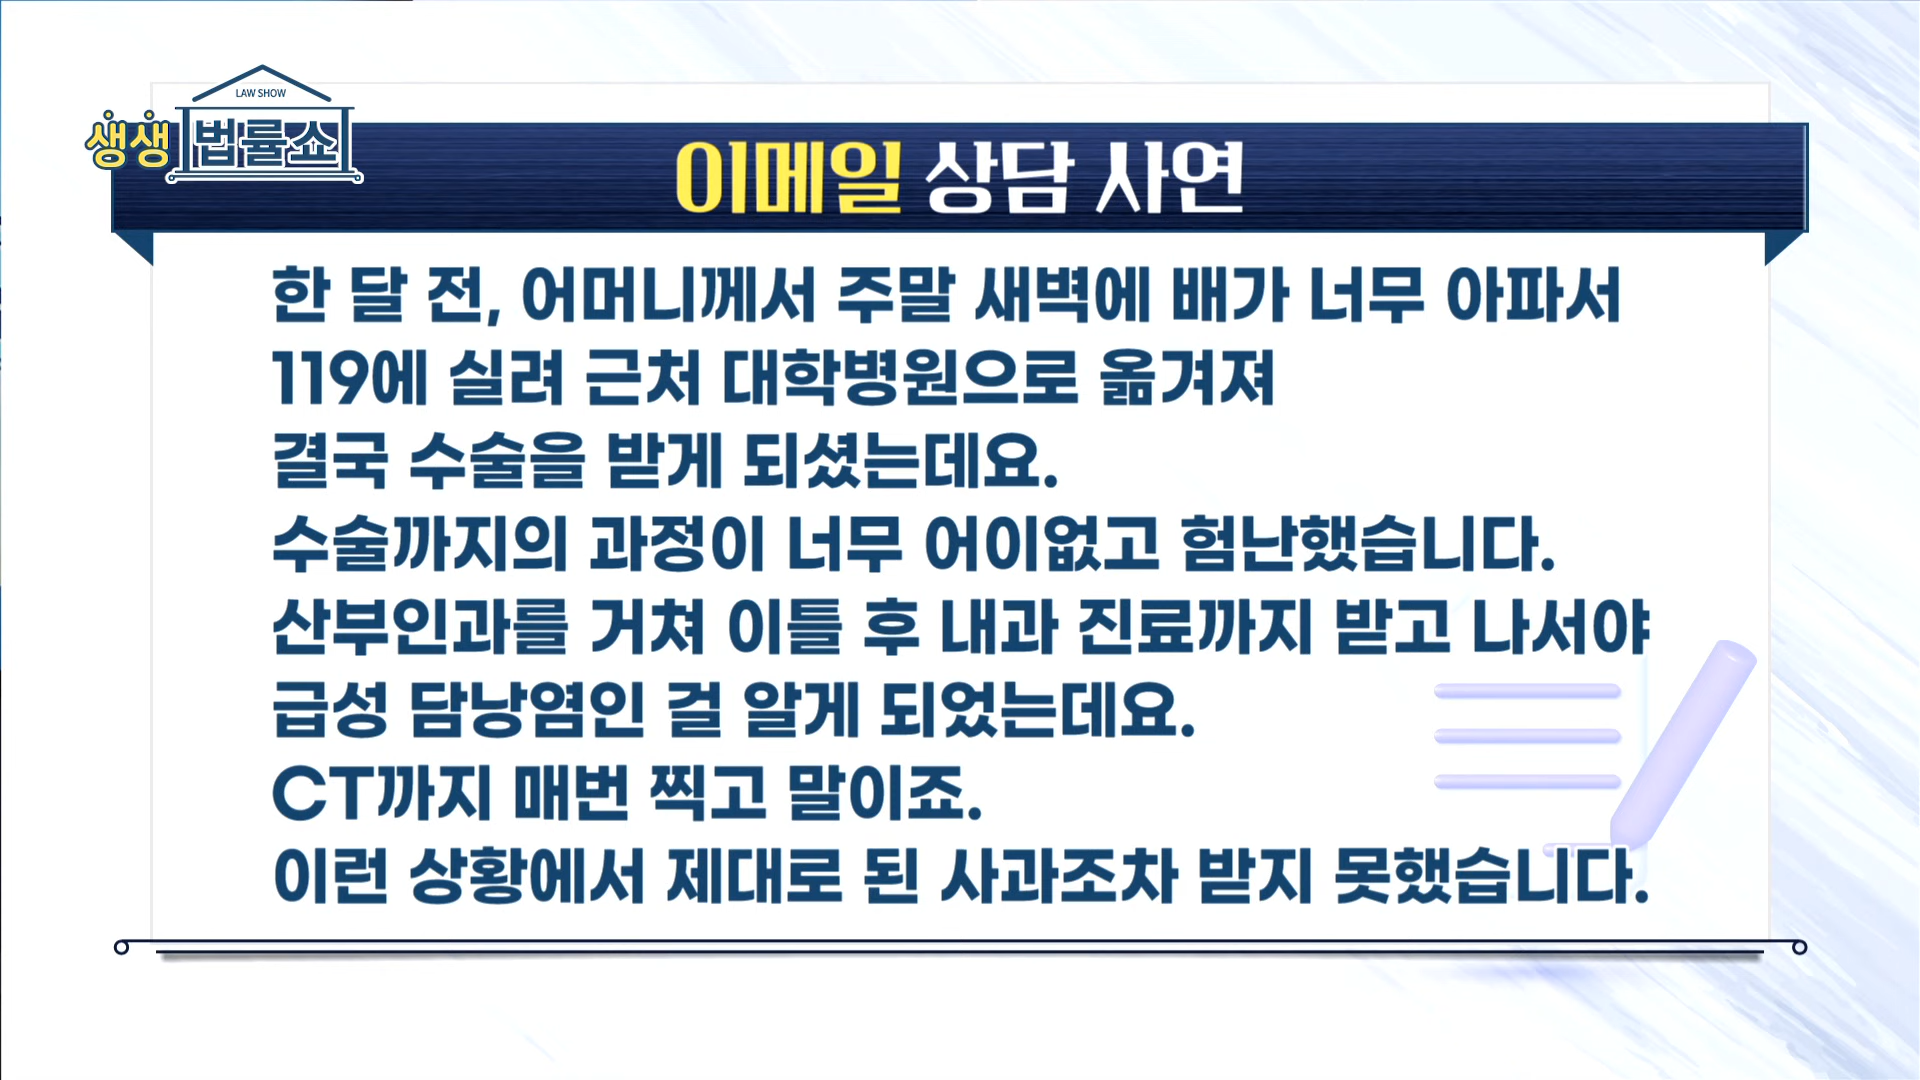 LAW SHOW
생생 법률쇼
이메일 상담 사연
한 달 전, 어머니께서 주말 새벽에 배가 너무 아파서
119에 실려 근처 대학병원으로 옮겨져
결국 수술을 받게 되셨는데요.
수술까지의 과정이 너무 어이없고 험난했습니다.
산부인과를 거쳐 이틀 후 내과 진료까지 받고 나서야
급성 담낭염인 걸 알게 되었는데요.
CT까지 매번 찍고 말이죠.
이런 상황에서 제대로 된 사과조차 받지 못했습니다.